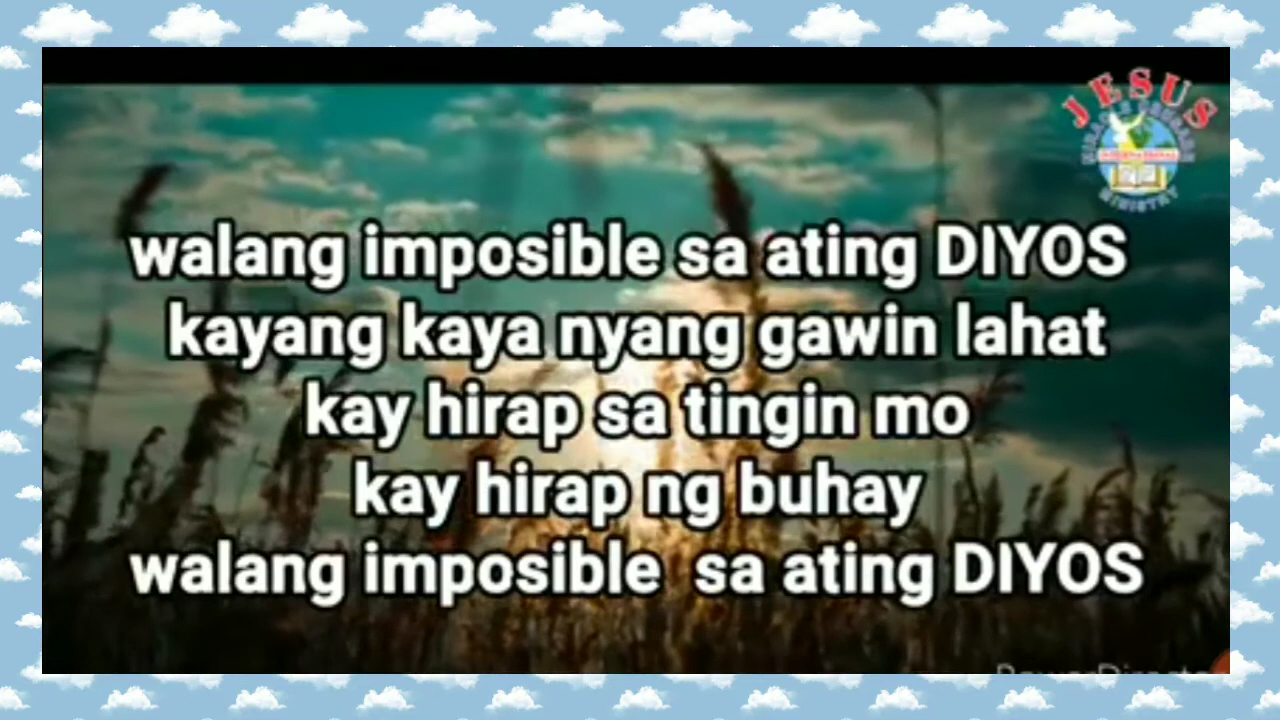 JESUS
MINISTRY
walang imposible sa ating DIYOS
kayang kaya nyang gawin lahat
kay hirap sa tingin mo
kay hirap ng buhay
walang imposible sa ating DIYOS